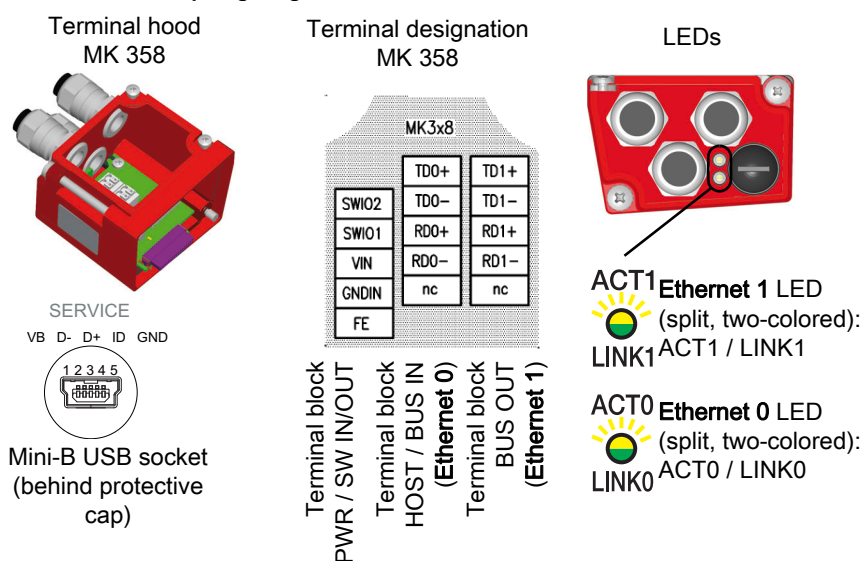 Terminal hood
MK 358
Terminal designation
MK 358
LEDs
MK3x8
TD0+ TD1+
SWIO2 TD0− TD1−
SWIO1 RD0+ RD1+
VIN RD0− RD1−
GNDIN nc nc
FE
SERVICE
VB D- D+ ID GND
1 2 3 4 5
Mini-B USB socket
(behind protective
cap)
Terminal block
PWR / SW IN/OUT
Terminal block
HOST / BUS IN
(Ethernet 0)
Terminal block
BUS OUT
(Ethernet 1)
ACT1
LINK1
Ethernet 1 LED
(split, two-colored):
ACT1 / LINK1
ACT0
LINK0
Ethernet 0 LED
(split, two-colored):
ACT0 / LINK0